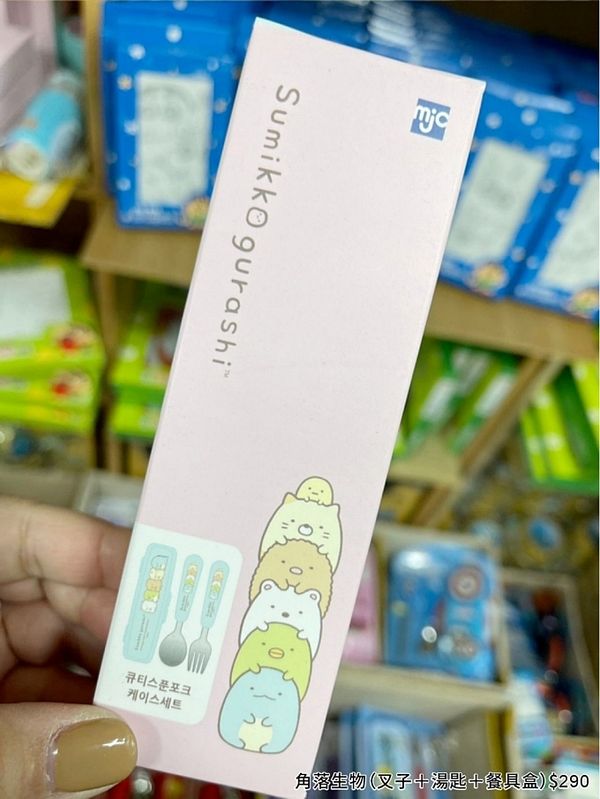 mjc
Sumikkogurashi™
큐티스푼포크
케이스세트
角落生物(叉子＋湯匙＋餐具盒)$290